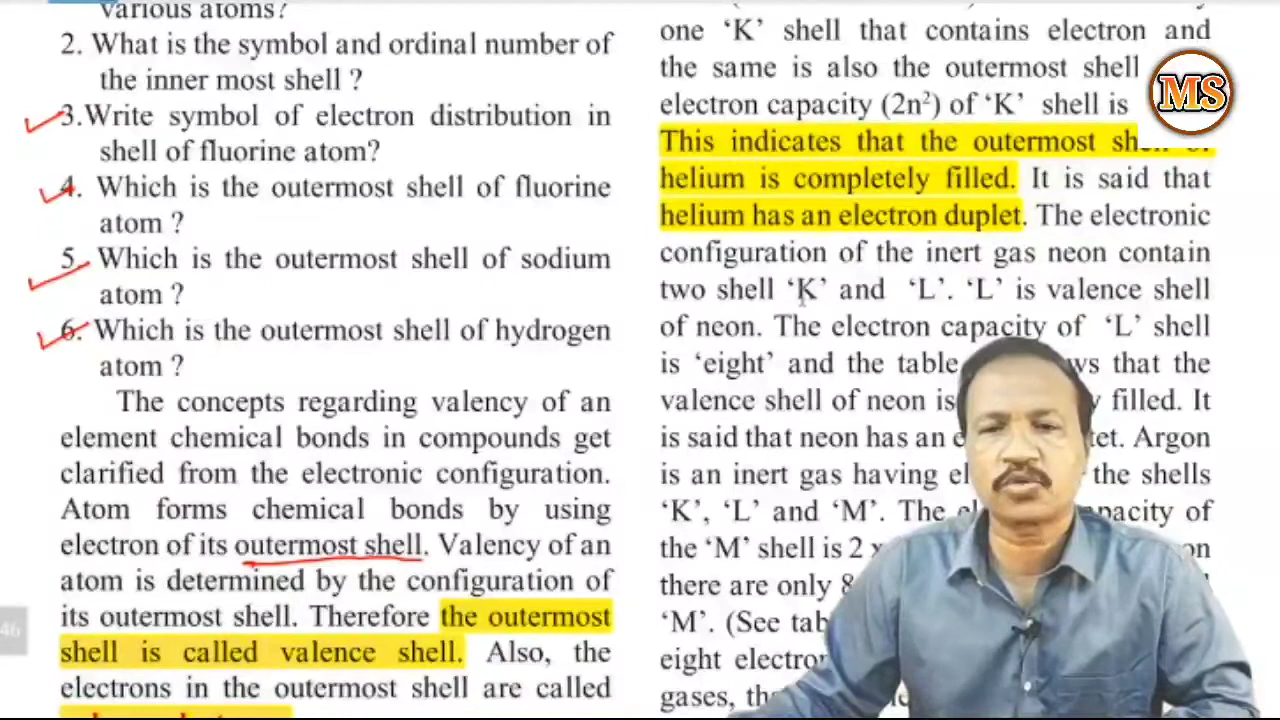 various atoms?
2. What is the symbol and ordinal number of
the inner most shell ?
3.Write symbol of electron distribution in
shell of fluorine atom?
4. Which is the outermost shell of fluorine
atom ?
5. Which is the outermost shell of sodium
atom ?
6. Which is the outermost shell of hydrogen
atom ?
The concepts regarding valency of an
element chemical bonds in compounds get
clarified from the electronic configuration.
Atom forms chemical bonds by using
electron of its outermost shell. Valency of an
atom is determined by the configuration of
its outermost shell. Therefore the outermost
shell is called valence shell. Also, the
electrons in the outermost shell are called
46
one ‘K’ shell that contains electron and
the same is also the outermost shell
electron capacity (2n²) of ‘K’ shell is
This indicates that the outermost shell of
helium is completely filled. It is said that
helium has an electron duplet. The electronic
configuration of the inert gas neon contain
two shell ‘K’ and ‘L’. ‘L’ is valence shell
of neon. The electron capacity of ‘L’ shell
is ‘eight’ and the table that the
valence shell of neon is filled. It
is said that neon has an Argon
is an inert gas having the shells
‘K’, ‘L’ and ‘M’. The capacity of
the ‘M’ shell is 2 x
there are only 8
‘M’. (See
eight
gases,
MS